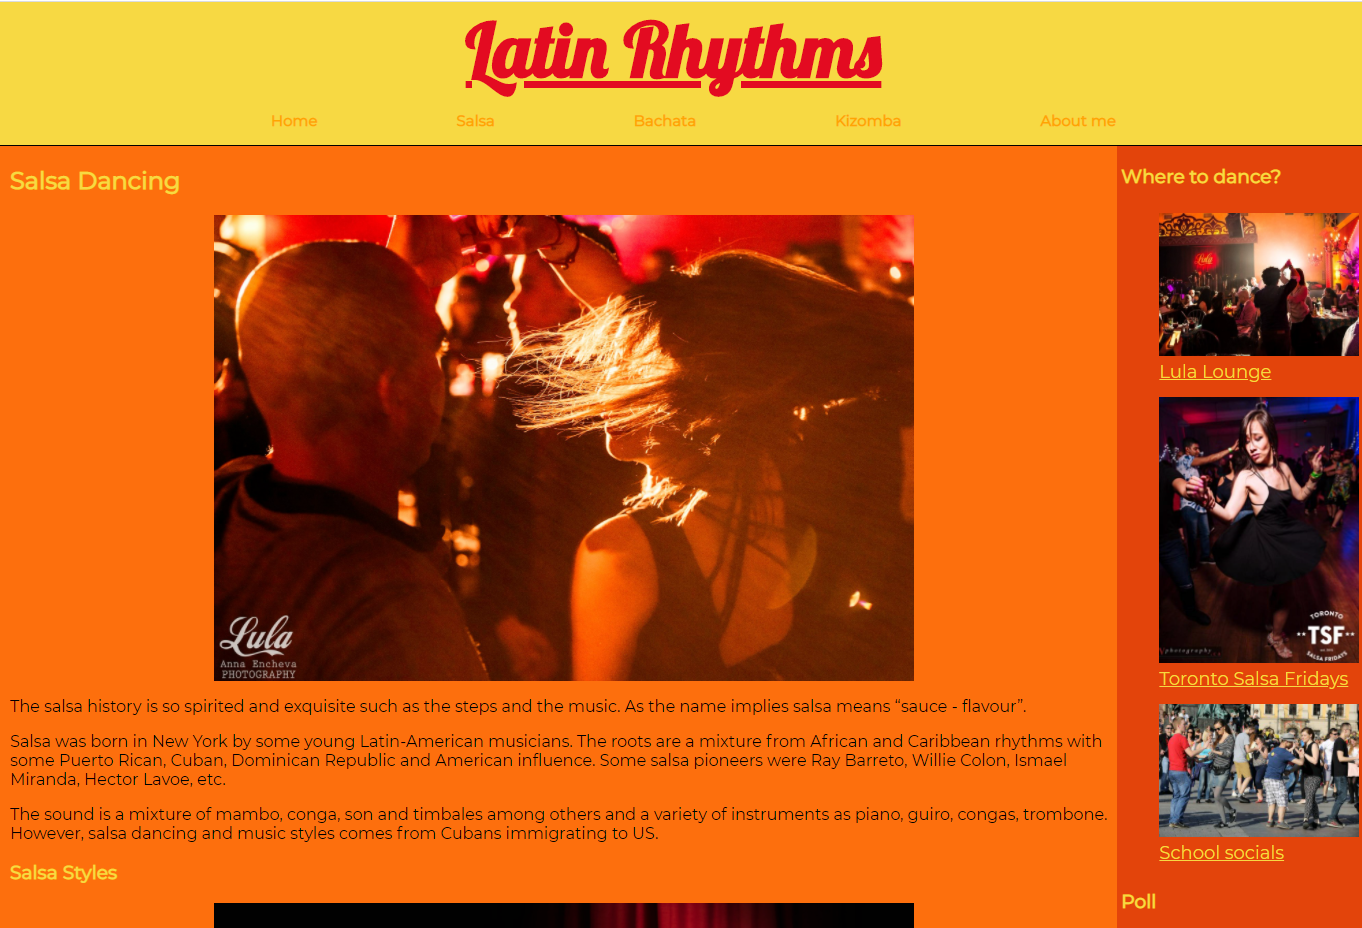 Latin Rhythms
Home Salsa Bachata Kizomba About me
Salsa Dancing
Lula
Anna Encheva
PHOTOGRAPHY
The salsa history is so spirited and exquisite such as the steps and the music. As the name implies salsa means “sauce - flavour”.
Salsa was born in New York by some young Latin-American musicians. The roots are a mixture from African and Caribbean rhythms with
some Puerto Rican, Cuban, Dominican Republic and American influence. Some salsa pioneers were Ray Barreto, Willie Colon, Ismael
Miranda, Hector Lavoe, etc.
The sound is a mixture of mambo, conga, son and timbales among others and a variety of instruments as piano, guiro, congas, trombone.
However, salsa dancing and music styles comes from Cubans immigrating to US.
Salsa Styles
Where to dance?
Lula
Lula Lounge
TORONTO
TSF
SALSA FRIDAYS
photography
Toronto Salsa Fridays
School socials
Poll